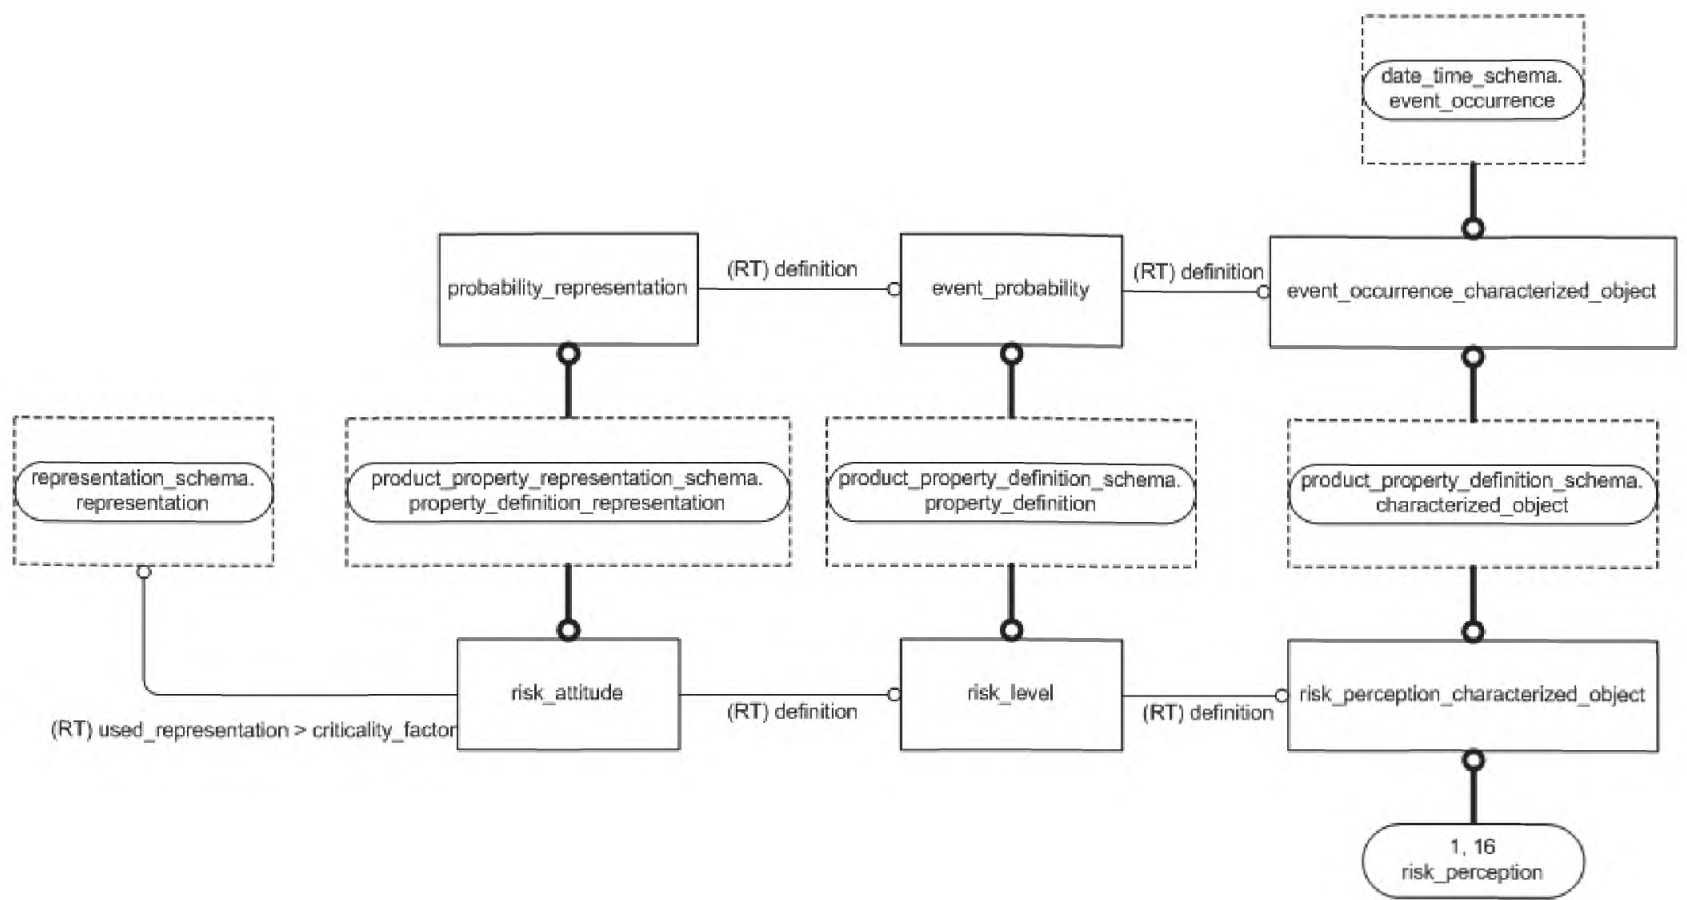 date_time_schema.
event_occurrence
(RT) definition
(RT) definition
probability_representation
event_probability
event_occurrence_characterized_object
representation_schema.
representation
product_property_representation_schema.
property_definition_representation
product_property_definition_schema.
property_definition
product_property_definition_schema.
characterized_object
risk_attitude
risk_level
risk_perception_characterized_object
(RT) definition
(RT) definition
(RT) used_representation > criticality_factor
1, 16
risk_perception